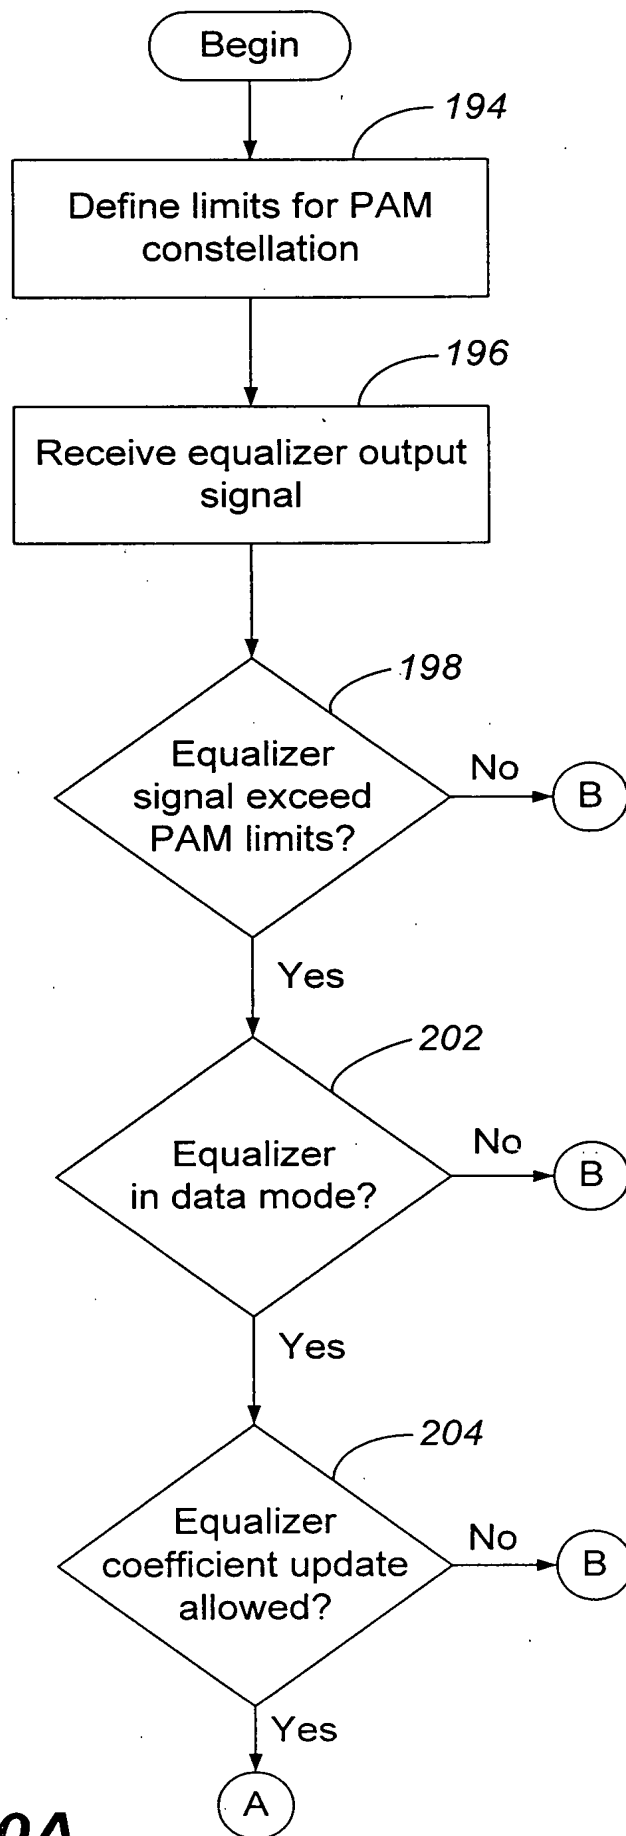 Begin
194
Define limits for PAM
constellation
196
Receive equalizer output
signal
198
Equalizer
signal exceed
PAM limits?
No
B
Yes
202
Equalizer
in data mode?
No
B
Yes
204
Equalizer
coefficient update
allowed?
No
B
Yes
A